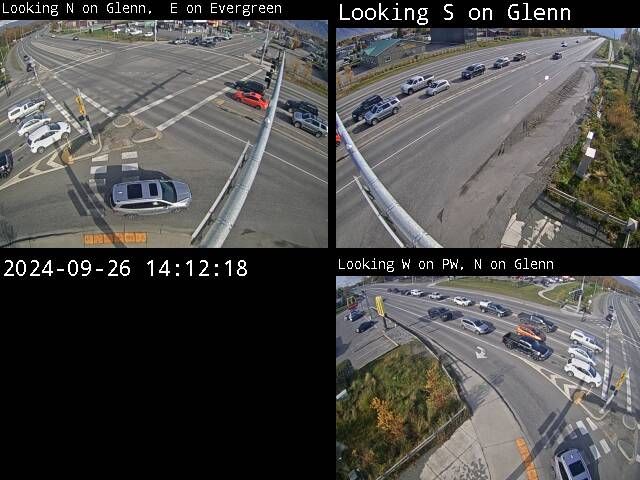 Looking N on Glenn, E on Evergreen
Looking S on Glenn
2024-09-26 14:12:18
Looking W on PW, N on Glenn